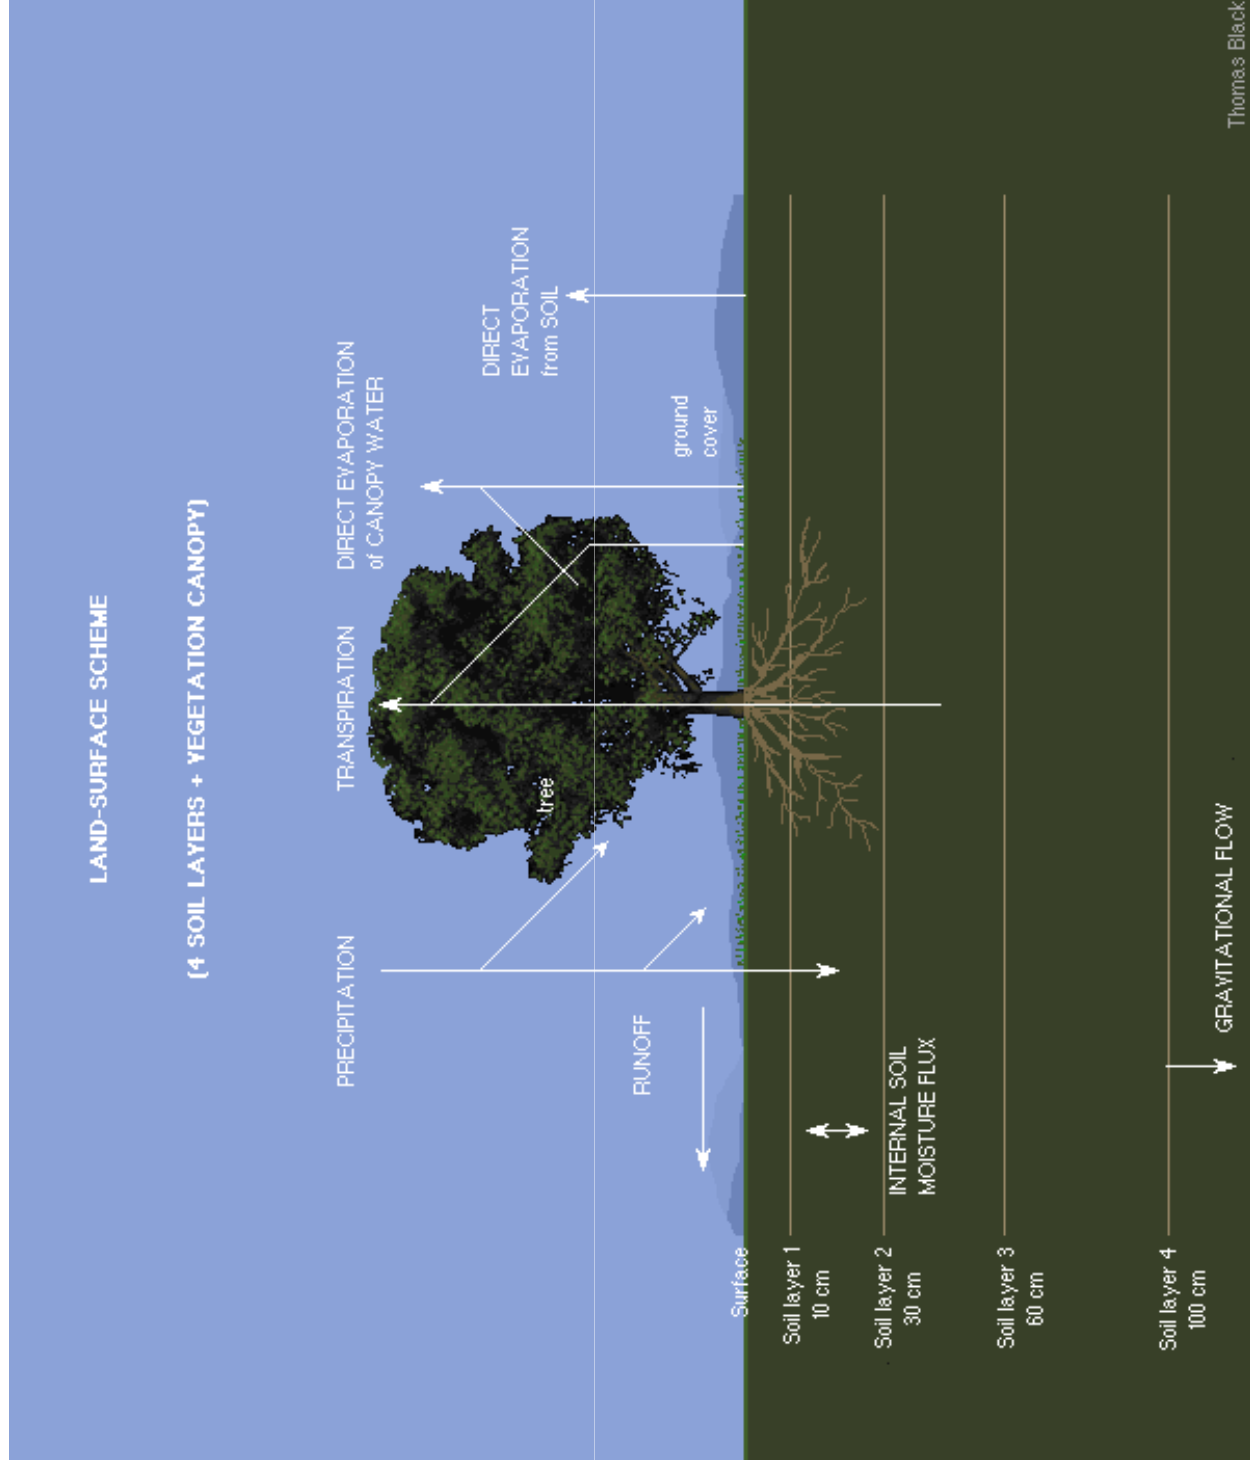 LAND-SURFACE SCHEME
(4 SOIL LAYERS + VEGETATION CANOPY)
PRECIPITATION
TRANSPIRATION
DIRECT EVAPORATION
of CANOPY WATER
DIRECT
EVAPORATION
from SOIL
tree
RUNOFF
ground
cover
Surface
Soil layer 1
10 cm
Soil layer 2
30 cm
INTERNAL SOIL
MOISTURE FLUX
Soil layer 3
60 cm
Soil layer 4
100 cm
GRAVITATIONAL FLOW
Thomas Black